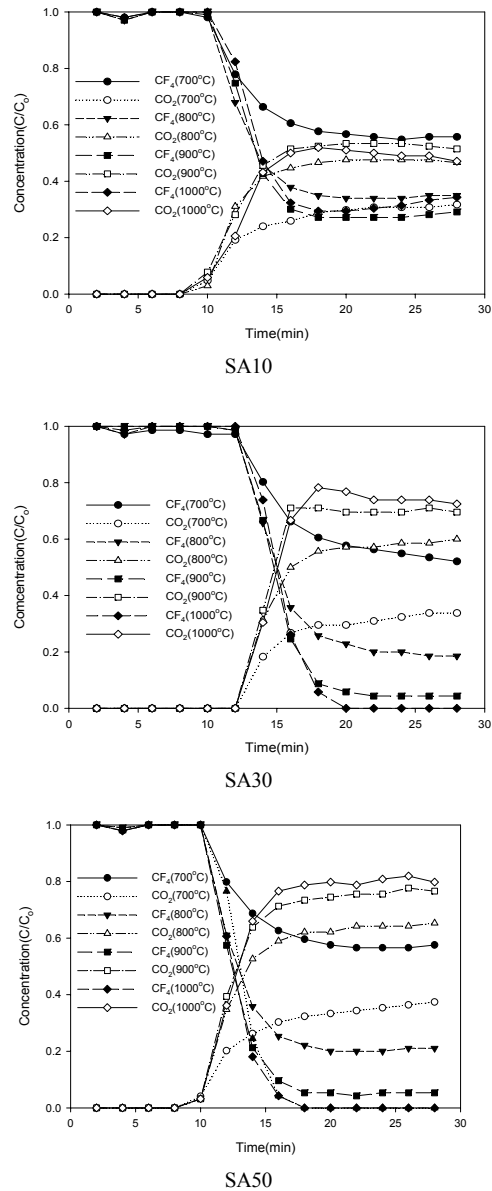 Concentration(C/Co)
1.0
0.8
0.6
0.4
0.2
0.0
CF4(700°C)
CO2(700°C)
CF4(800°C)
CO2(800°C)
CF4(900°C)
CO2(900°C)
CF4(1000°C)
CO2(1000°C)
0 5 10 15 20 25 30
Time(min)
SA10
Concentration(C/Co)
1.0
0.8
0.6
0.4
0.2
0.0
CF4(700°C)
CO2(700°C)
CF4(800°C)
CO2(800°C)
CF4(900°C)
CO2(900°C)
CF4(1000°C)
CO2(1000°C)
0 5 10 15 20 25 30
Time(min)
SA30
Concentration(C/Co)
1.0
0.8
0.6
0.4
0.2
0.0
CF4(700°C)
CO2(700°C)
CF4(800°C)
CO2(800°C)
CF4(900°C)
CO2(900°C)
CF4(1000°C)
CO2(1000°C)
0 5 10 15 20 25 30
Time(min)
SA50